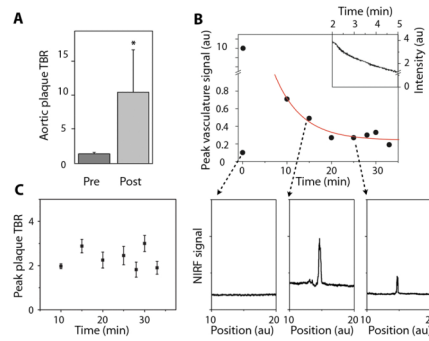 A
Aortic plaque TBR
15
10
5
0
*
Pre Post
B
Peak vasculature signal (au)
10
0.8
0.6
0.4
0.2
0
0 10 20 30
Time (min)
Time (min)
2 3 4 5
4
2
0
Intensity (au)
C
Peak plaque TBR
4
2
0
10 20 30
Time (min)
NIRF signal
10 20
Position (au)
10 20
Position (au)
10 20
Position (au)